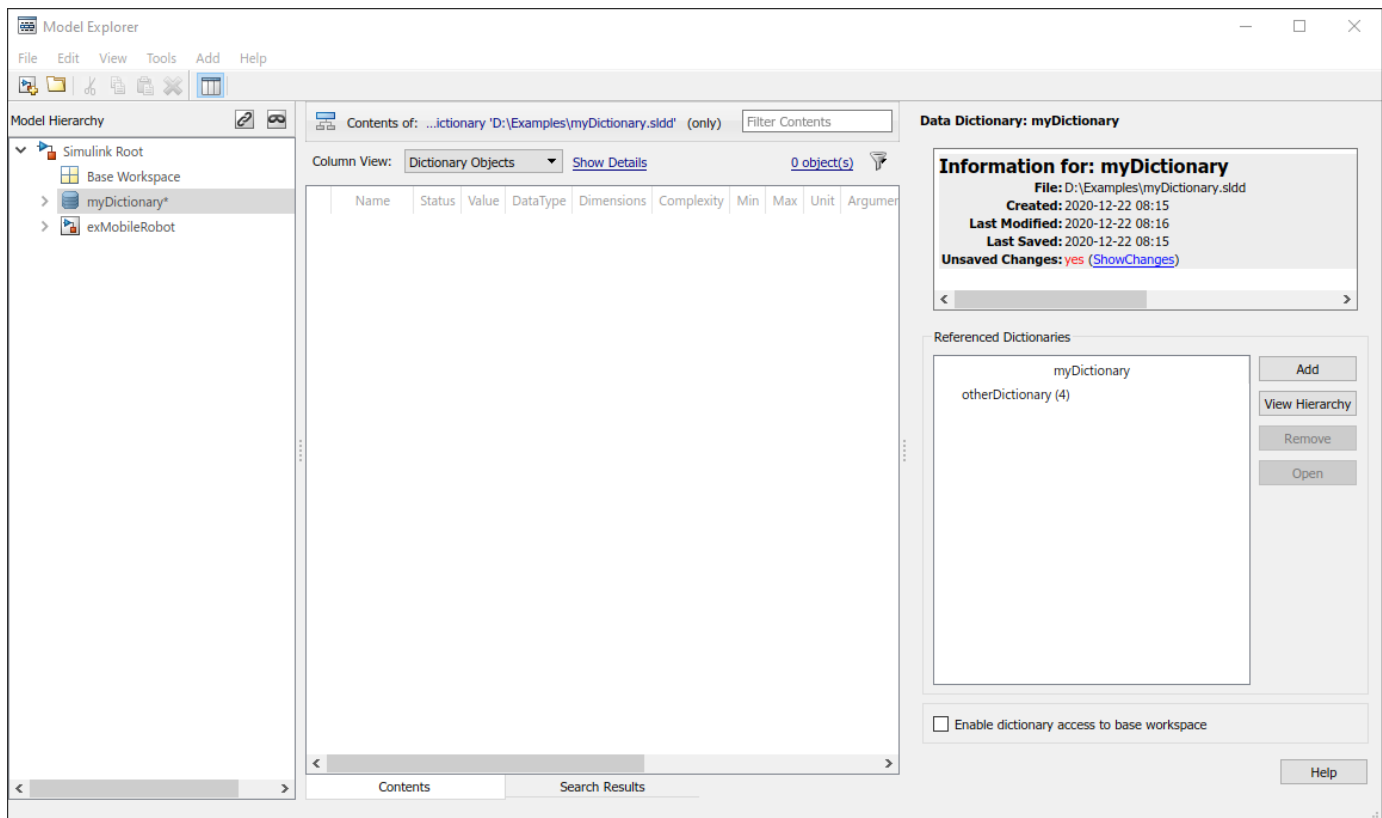 Model Explorer
File Edit View Tools Add Help
Model Hierarchy
Simulink Root
Base Workspace
myDictionary*
exMobileRobot
Contents of: ...ictionary 'D:\Examples\myDictionary.sldd' (only) Filter Contents
Column View: Dictionary Objects Show Details 0 object(s)
Name Status Value DataType Dimensions Complexity Min Max Unit Argumer
Contents Search Results
Data Dictionary: myDictionary
Information for: myDictionary
File: D:\Examples\myDictionary.sldd
Created: 2020-12-22 08:15
Last Modified: 2020-12-22 08:16
Last Saved: 2020-12-22 08:15
Unsaved Changes: yes (ShowChanges)
Referenced Dictionaries
myDictionary
otherDictionary (4)
Add
View Hierarchy
Remove
Open
Enable dictionary access to base workspace
Help